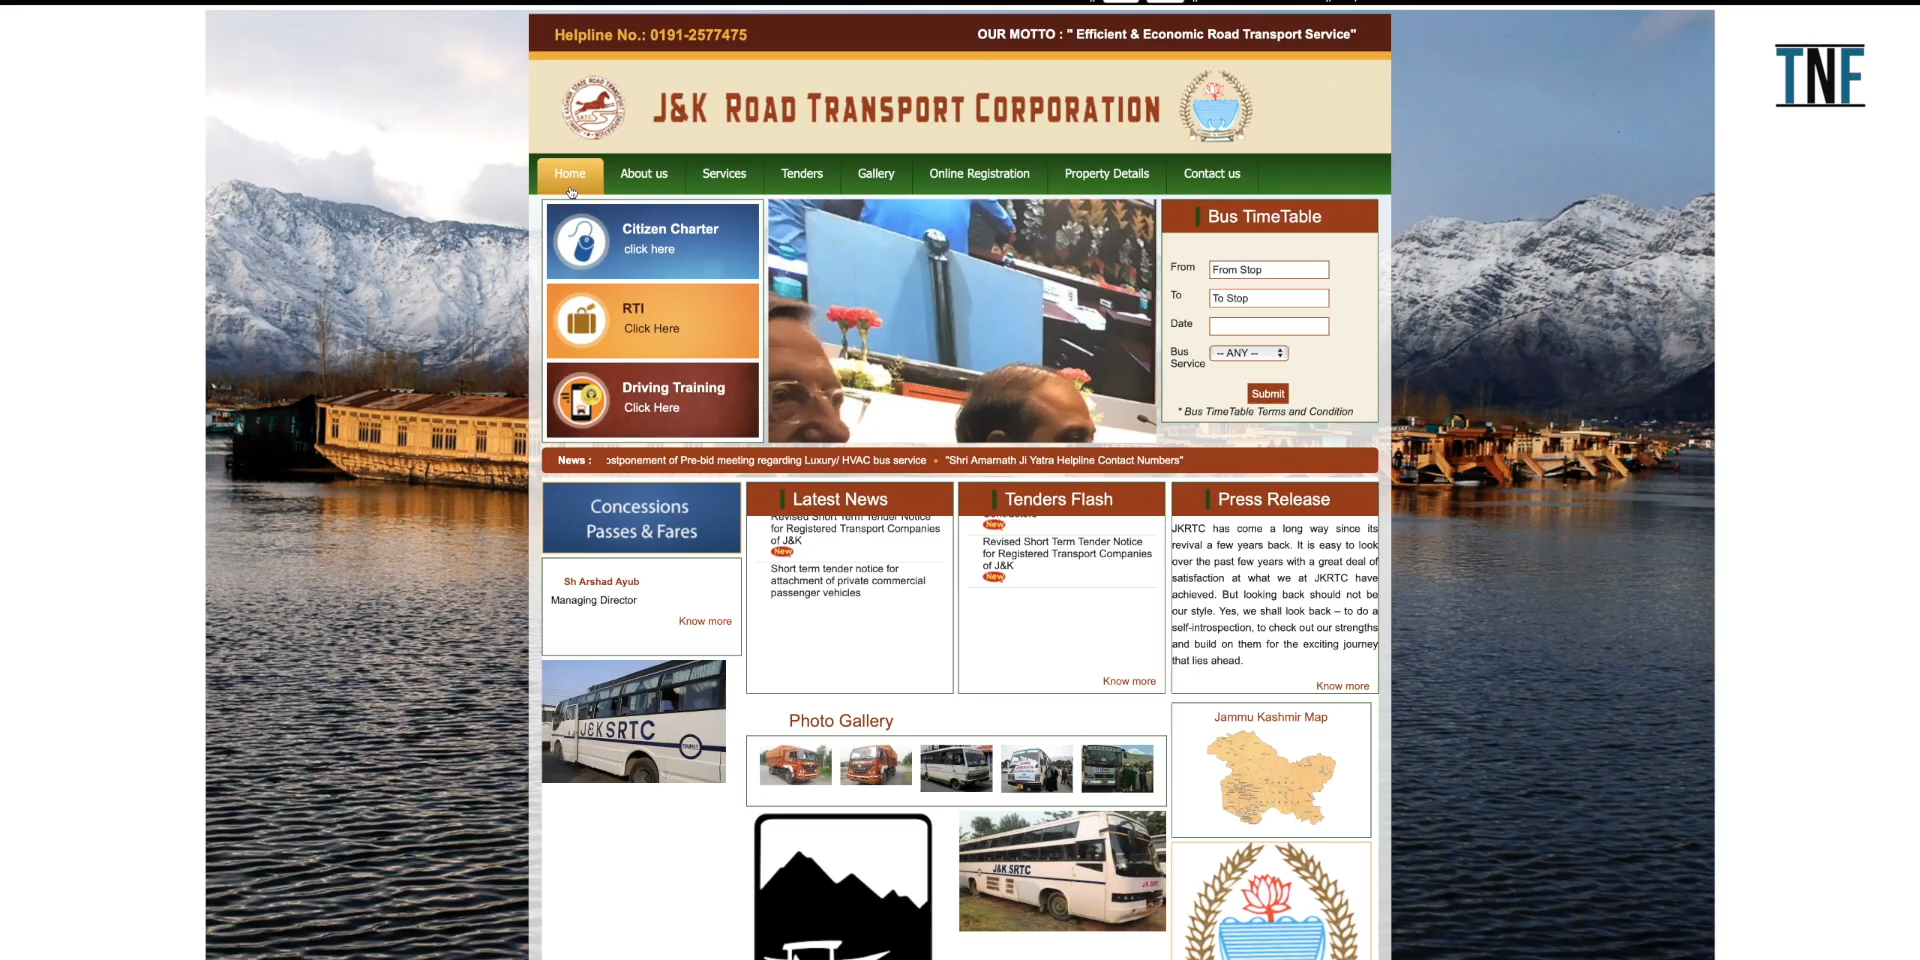 TNF
Helpline No.: 0191-2577475
OUR MOTTO : " Efficient & Economic Road Transport Service"
J&K ROAD TRANSPORT CORPORATION
Home
About us
Services
Tenders
Gallery
Online Registration
Property Details
Contact us
Citizen Charter
click here
RTI
Click Here
Driving Training
Click Here
Bus TimeTable
From
From Stop
To
To Stop
Date
Bus
Service
-- ANY --
Submit
* Bus TimeTable Terms and Condition
News :
ostponement of Pre-bid meeting regarding Luxury/ HVAC bus service • "Shri Amarnath Ji Yatra Helpline Contact Numbers"
Concessions
Passes & Fares
Sh Arshad Ayub
Managing Director
Know more
Latest News
Revised Short Term Tender Notice
for Registered Transport Companies
of J&K
New
Short term tender notice for
attachment of private commercial
passenger vehicles
Tenders Flash
Contractors
New
Revised Short Term Tender Notice
for Registered Transport Companies
of J&K
New
Know more
Press Release
JKRTC has come a long way since its
revival a few years back. It is easy to look
over the past few years with a great deal of
satisfaction at what we at JKRTC have
achieved. But looking back should not be
our style. Yes, we shall look back – to do a
self-introspection, to check out our strengths
and build on them for the exciting journey
that lies ahead.
Know more
J&KSRTC
TOURIST
Photo Gallery
Jammu Kashmir Map
J&K SRTC